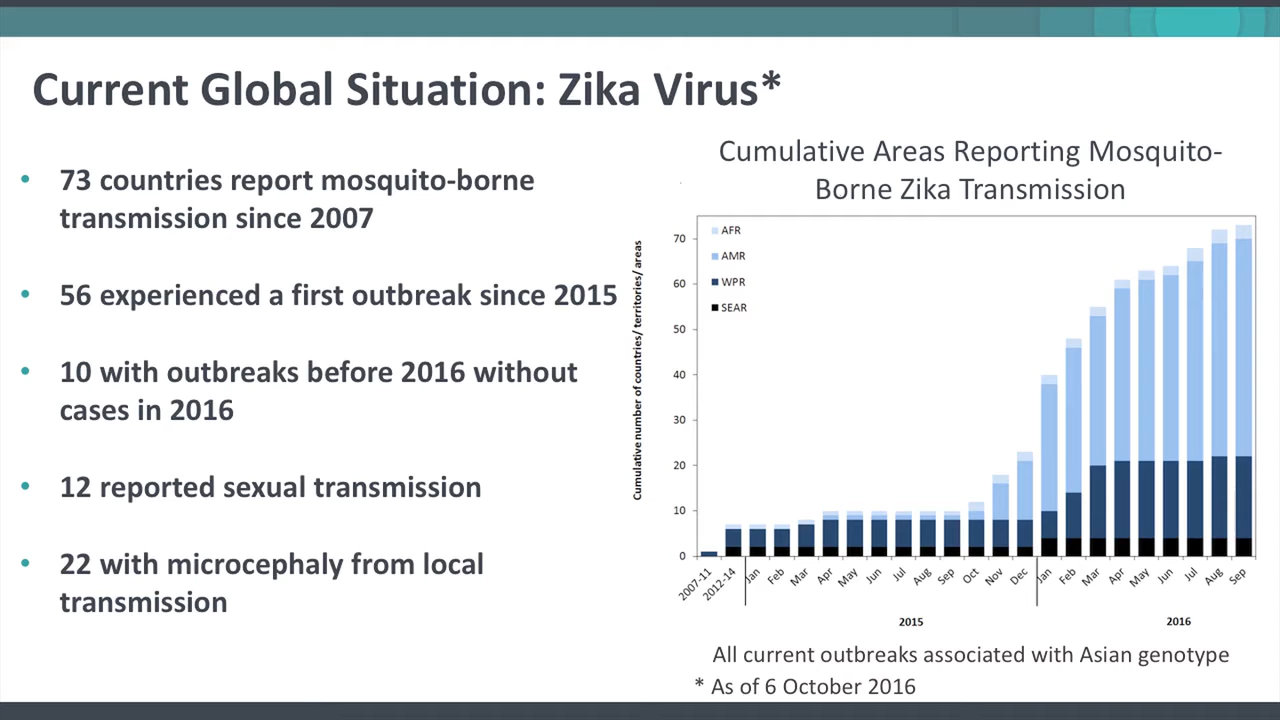 Current Global Situation: Zika Virus*
• 73 countries report mosquito-borne
transmission since 2007
• 56 experienced a first outbreak since 2015
• 10 with outbreaks before 2016 without
cases in 2016
• 12 reported sexual transmission
• 22 with microcephaly from local
transmission
Cumulative Areas Reporting Mosquito-
Borne Zika Transmission
Cumulative number of countries/ territories/ areas
AFR
AMR
WPR
SEAR
70
60
50
40
30
20
10
0
2007-11
2012-14
Jan
Feb
Mar
Apr
May
Jun
Jul
Aug
Sep
Oct
Nov
Dec
Jan
Feb
Mar
Apr
May
Jun
Jul
Aug
Sep
2015
2016
All current outbreaks associated with Asian genotype
* As of 6 October 2016